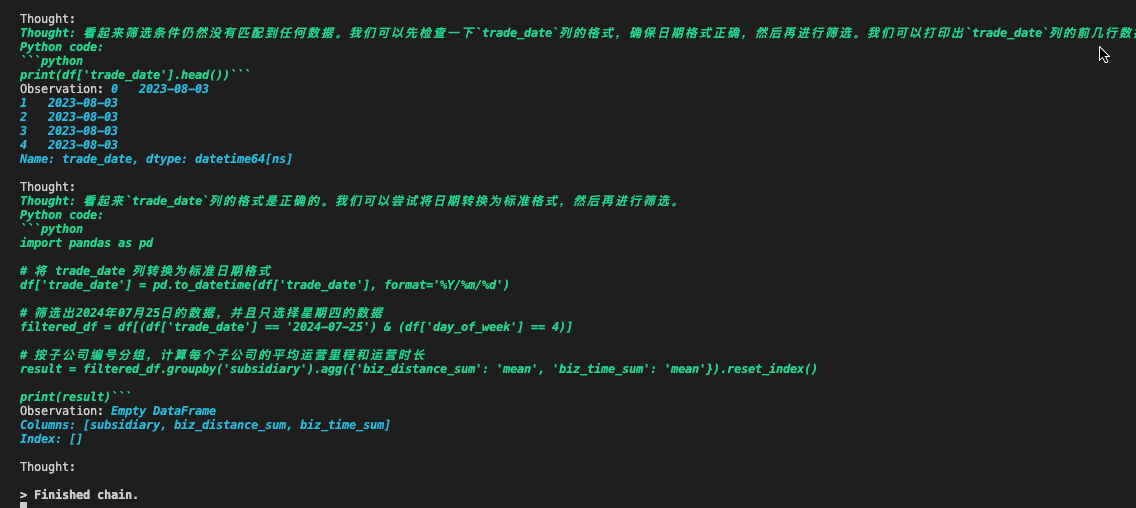 Thought:
Thought: 看起来筛选条件仍然没有匹配到任何数据。我们可以先检查一下`trade_date`列的格式，确保日期格式正确，然后再进行筛选。我们可以打印出`trade_date`列的前几行数
Python code:
```python
print(df['trade_date'].head())```
Observation: 0   2023-08-03
1   2023-08-03
2   2023-08-03
3   2023-08-03
4   2023-08-03
Name: trade_date, dtype: datetime64[ns]
Thought:
Thought: 看起来`trade_date`列的格式是正确的。我们可以尝试将日期转换为标准格式，然后再进行筛选。
Python code:
```python
import pandas as pd
# 将 trade_date 列转换为标准日期格式
df['trade_date'] = pd.to_datetime(df['trade_date'], format='%Y/%m/%d')
# 筛选出2024年07月25日的数据，并且只选择星期四的数据
filtered_df = df[(df['trade_date'] == '2024-07-25') & (df['day_of_week'] == 4)]
# 按子公司编号分组，计算每个子公司的平均运营里程和运营时长
result = filtered_df.groupby('subsidiary').agg({'biz_distance_sum': 'mean', 'biz_time_sum': 'mean'}).reset_index()
print(result)```
Observation: Empty DataFrame
Columns: [subsidiary, biz_distance_sum, biz_time_sum]
Index: []
Thought:
> Finished chain.